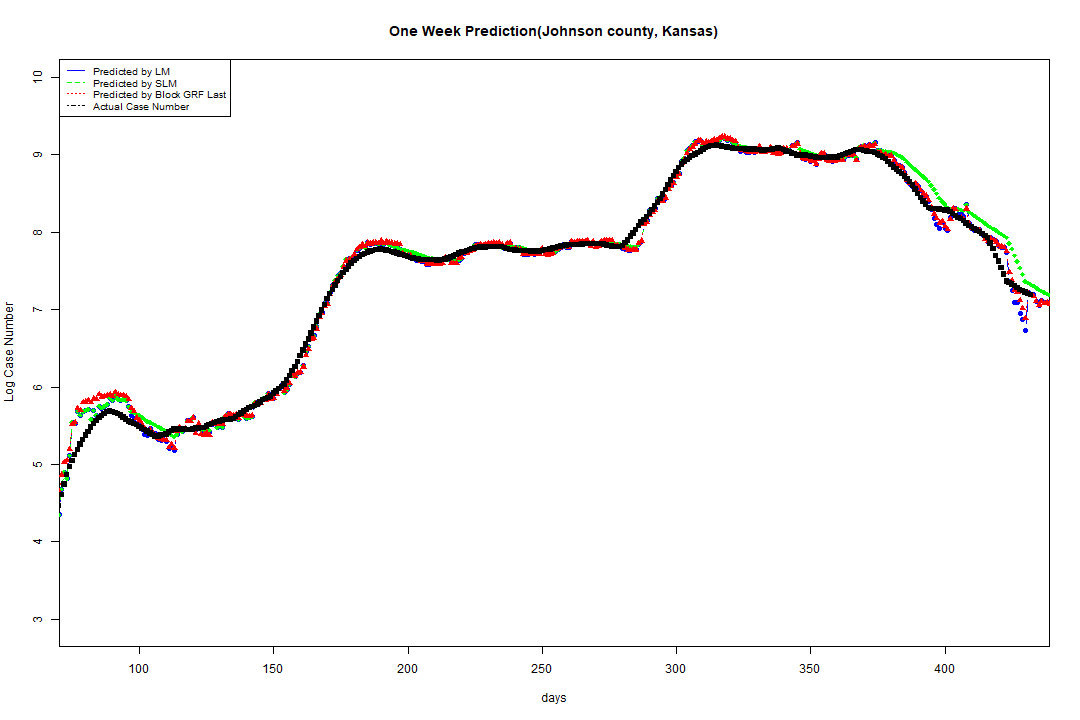 One Week Prediction(Johnson county, Kansas)
Predicted by LM
Predicted by SLM
Predicted by Block GRF Last
Actual Case Number
Log Case Number
10
9
8
7
6
5
4
3
100 150 200 250 300 350 400
days